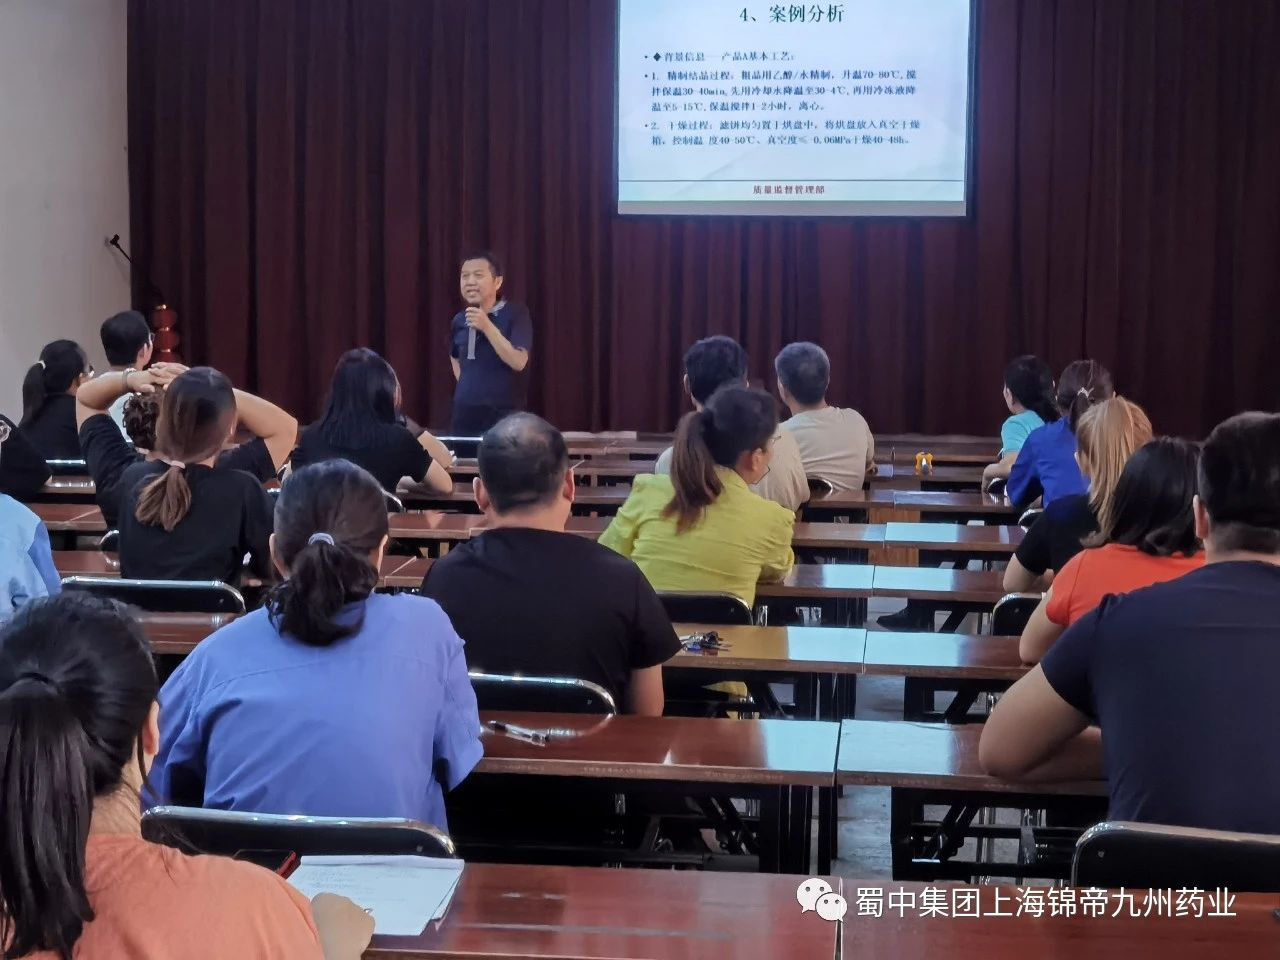 4、案例分析
◆背景信息——产品A基本工艺:
1. 精制结晶过程:粗品用乙醇/水精制,升温70-80℃,搅
拌保温30-40min,先用冷却水降温至30-4℃,再用冷冻液降
温至5-15℃,保温搅拌1-2小时,离心。
2. 干燥过程:滤饼均匀置于烘盘中,将烘盘放入真空干燥
箱,控制温 度40-50℃、真空度≤-0.06MPa干燥40-48h。
质量监督管理部
蜀中集团上海锦帝九州药业